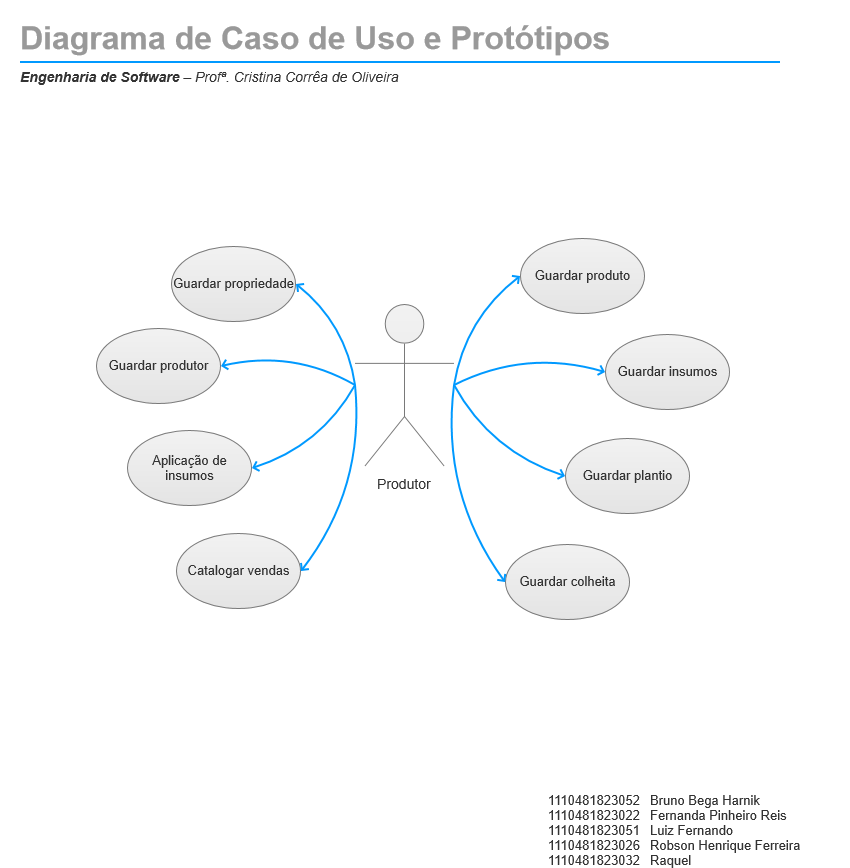 Diagrama de Caso de Uso e Protótipos
Engenharia de Software – Profª. Cristina Corrêa de Oliveira
Guardar propriedade
Guardar produtor
Aplicação de
insumos
Catalogar vendas
Produtor
Guardar produto
Guardar insumos
Guardar plantio
Guardar colheita
1110481823052 Bruno Bega Harnik
1110481823022 Fernanda Pinheiro Reis
1110481823051 Luiz Fernando
1110481823026 Robson Henrique Ferreira
1110481823032 Raquel